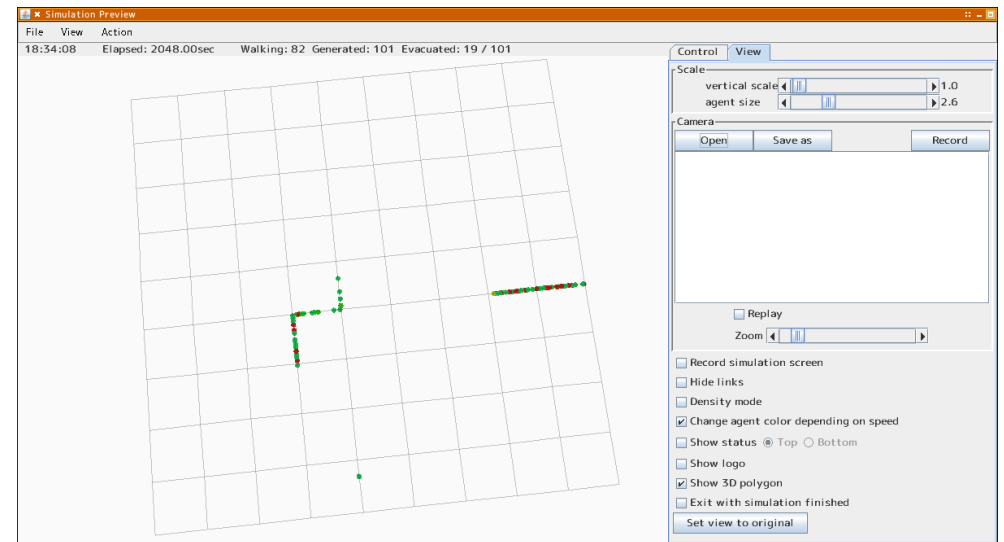 Simulation Preview
File View Action
18:34:08 Elapsed: 2048.00sec Walking: 82 Generated: 101 Evacuated: 19 / 101
Control View
Scale
vertical scale 1.0
agent size 2.6
Camera
Open Save as Record
Replay
Zoom
Record simulation screen
Hide links
Density mode
Change agent color depending on speed
Show status Top Bottom
Show logo
Show 3D polygon
Exit with simulation finished
Set view to original